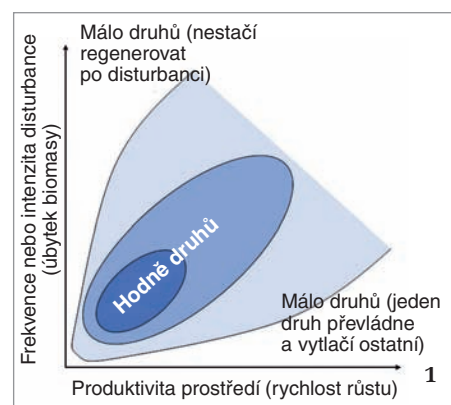 Málo druhů (nestačí
regenerovat
po disturbanci)
Frekvence nebo intenzita disturbance
(úbytek biomasy)
Hodně druhů
Málo druhů (jeden
druh převládne
a vytlačí ostatní)
Produktivita prostředí (rychlost růstu)
1